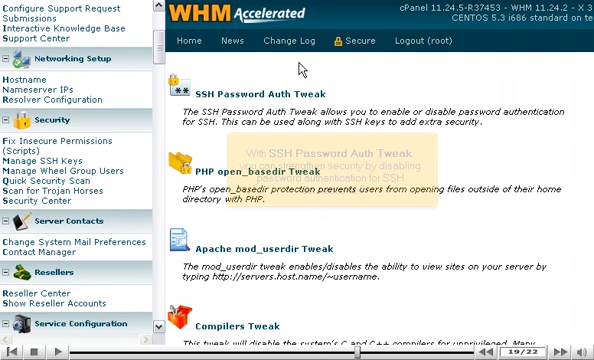 Configure Support Request
Submissions
Interactive Knowledge Base
Support Center
Networking Setup
Hostname
Nameserver IPs
Resolver Configuration
Security
Fix Insecure Permissions
(Scripts)
Manage SSH Keys
Manage Wheel Group Users
Quick Security Scan
Scan for Trojan Horses
Security Center
Server Contacts
Change System Mail Preferences
Contact Manager
Resellers
Reseller Center
Show Reseller Accounts
Service Configuration
WHM Accelerated
cPanel 11.24.5-R37453 - WHM 11.24.2 - X 3
CENTOS 5.3 i686 standard on te
Home News Change Log Secure Logout (root)
SSH Password Auth Tweak
The SSH Password Auth Tweak allows you to enable or disable password authentication
for SSH. This can be used along with SSH keys to add extra security.
With SSH Password Auth Tweak,
you can strengthen security by disabling
password authentication for SSH
PHP open_basedir Tweak
PHP's open_basedir protection prevents users from opening files outside of their home
directory with PHP.
Apache mod_userdir Tweak
The mod_userdir tweak enables/disables the ability to view sites on your server by
typing http://servers.host.name/~username.
Compilers Tweak
This tweak will disable the system's C and C++ compilers for unprivileged. Many
19/22